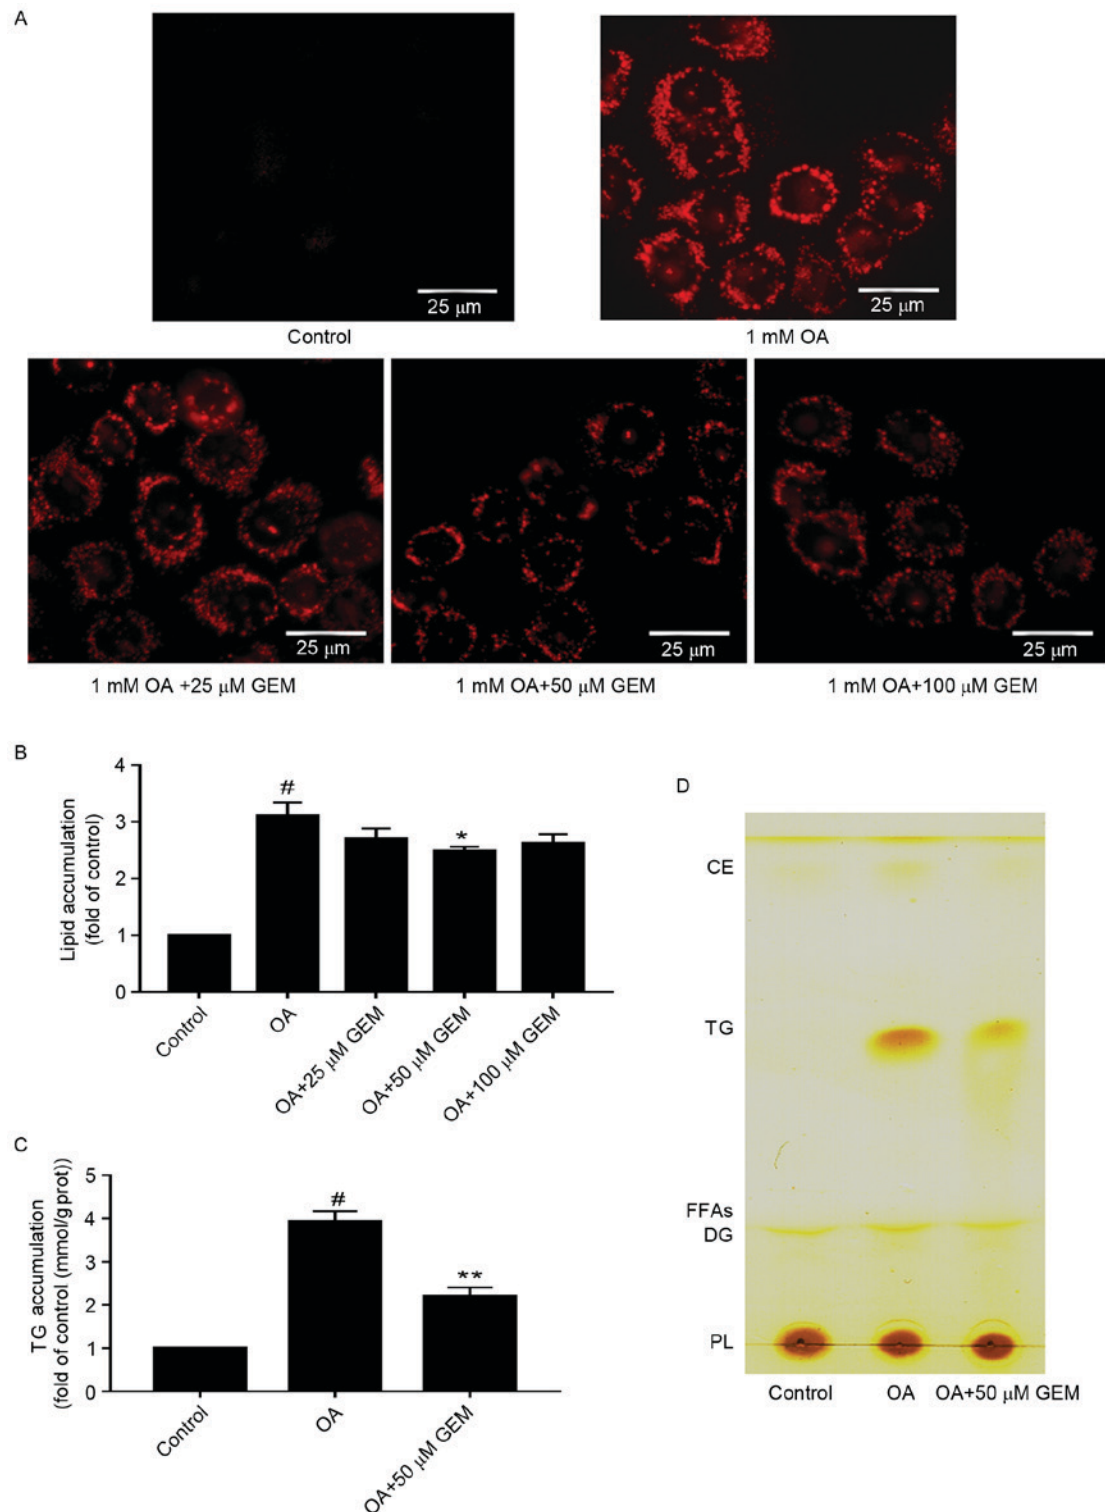 A
25 μm
25 μm
Control
1 mM OA
25 μm
25 μm
25 μm
1 mM OA +25 μM GEM
1 mM OA+50 μM GEM
1 mM OA+100 μM GEM
B
Lipid accumulation
(fold of control)
4
3
2
1
0
#
*
Control
OA
OA+25 μM GEM
OA+50 μM GEM
OA+100 μM GEM
C
TG accumulation
(fold of control (mmol/gprot))
5
4
3
2
1
0
#
**
Control
OA
OA+50 μM GEM
D
CE
TG
FFAs
DG
PL
Control
OA
OA+50 μM GEM